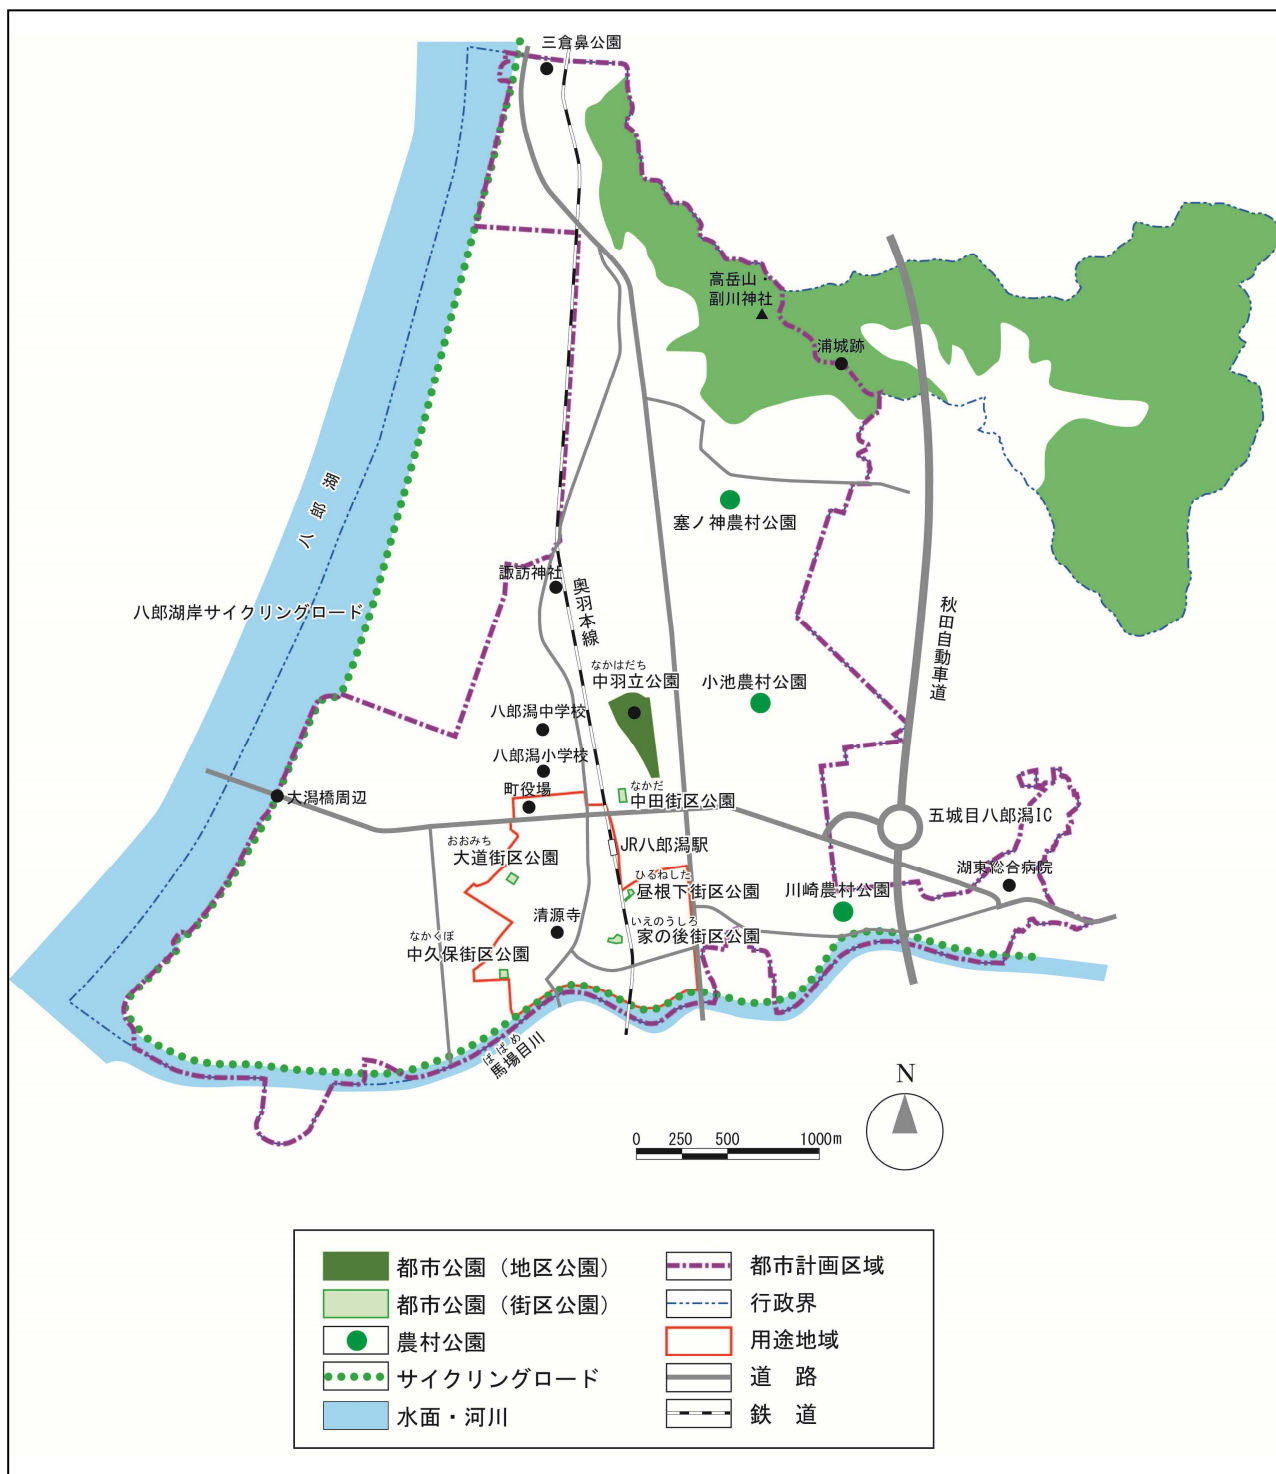 三倉鼻公園
高岳山・
副川神社
浦城跡
八郎湖
塞ノ神農村公園
諏訪神社
奥羽本線
八郎湖岸サイクリングロード
秋田自動車道
なかはだち
中羽立公園
小池農村公園
八郎潟中学校
八郎潟小学校
町役場
大潟橋周辺
なかだ
中田街区公園
五城目八郎潟IC
JR八郎潟駅
おおみち
大道街区公園
湖東総合病院
ひるねした
昼根下街区公園
川崎農村公園
清源寺
いえのうしろ
家の後街区公園
なかくぼ
中久保街区公園
ばばめ
馬場目川
N
0 250 500 1000m
都市公園（地区公園）
都市公園（街区公園）
農村公園
サイクリングロード
水面・河川
都市計画区域
行政界
用途地域
道　路
鉄　道